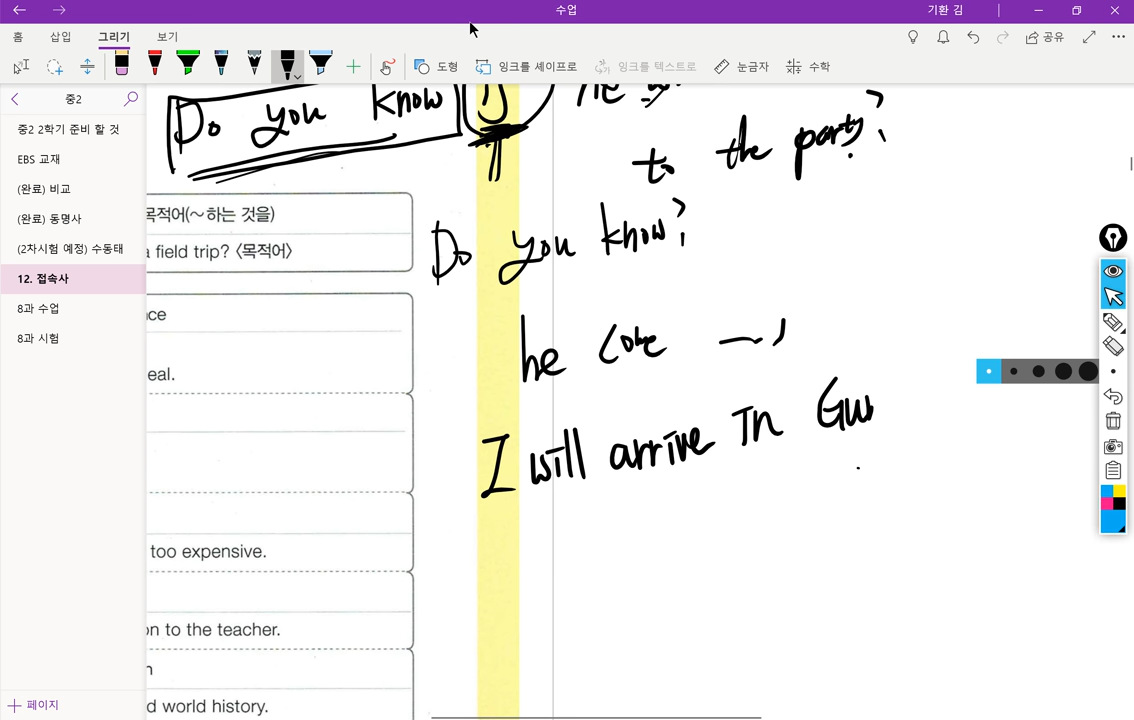 수업
기환 김
홈 삽입 그리기 보기
공유
도형 잉크를 셰이프로 잉크를 텍스트로 눈금자 수학
중2
중2 2학기 준비 할 것
EBS 교재
(완료) 비교
(완료) 동명사
(2차시험 예정) 수동태
12. 접속사
8과 수업
8과 시험
페이지
Do you know if he
to the party?
목적어(~하는 것을)
a field trip? 〈목적어〉
Do you know?
he come
I will arrive in Gu
nce
eal.
too expensive.
on to the teacher.
n
d world history.